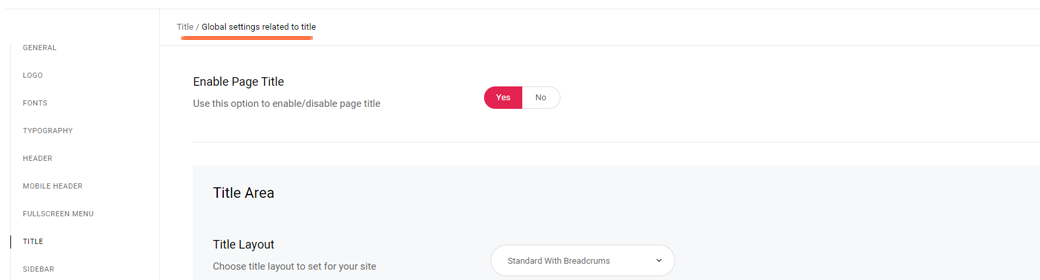 Title / Global settings related to title
GENERAL
LOGO
FONTS
TYPOGRAPHY
HEADER
MOBILE HEADER
FULLSCREEN MENU
TITLE
SIDEBAR
Enable Page Title
Use this option to enable/disable page title
Yes No
Title Area
Title Layout
Choose title layout to set for your site
Standard With Breadcrums